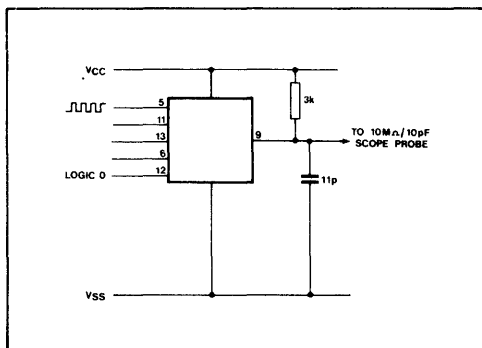 VCC
3k
5
11
13
9
6
LOGIC 0
12
TO 10MΩ/10pF
SCOPE PROBE
11p
VSS